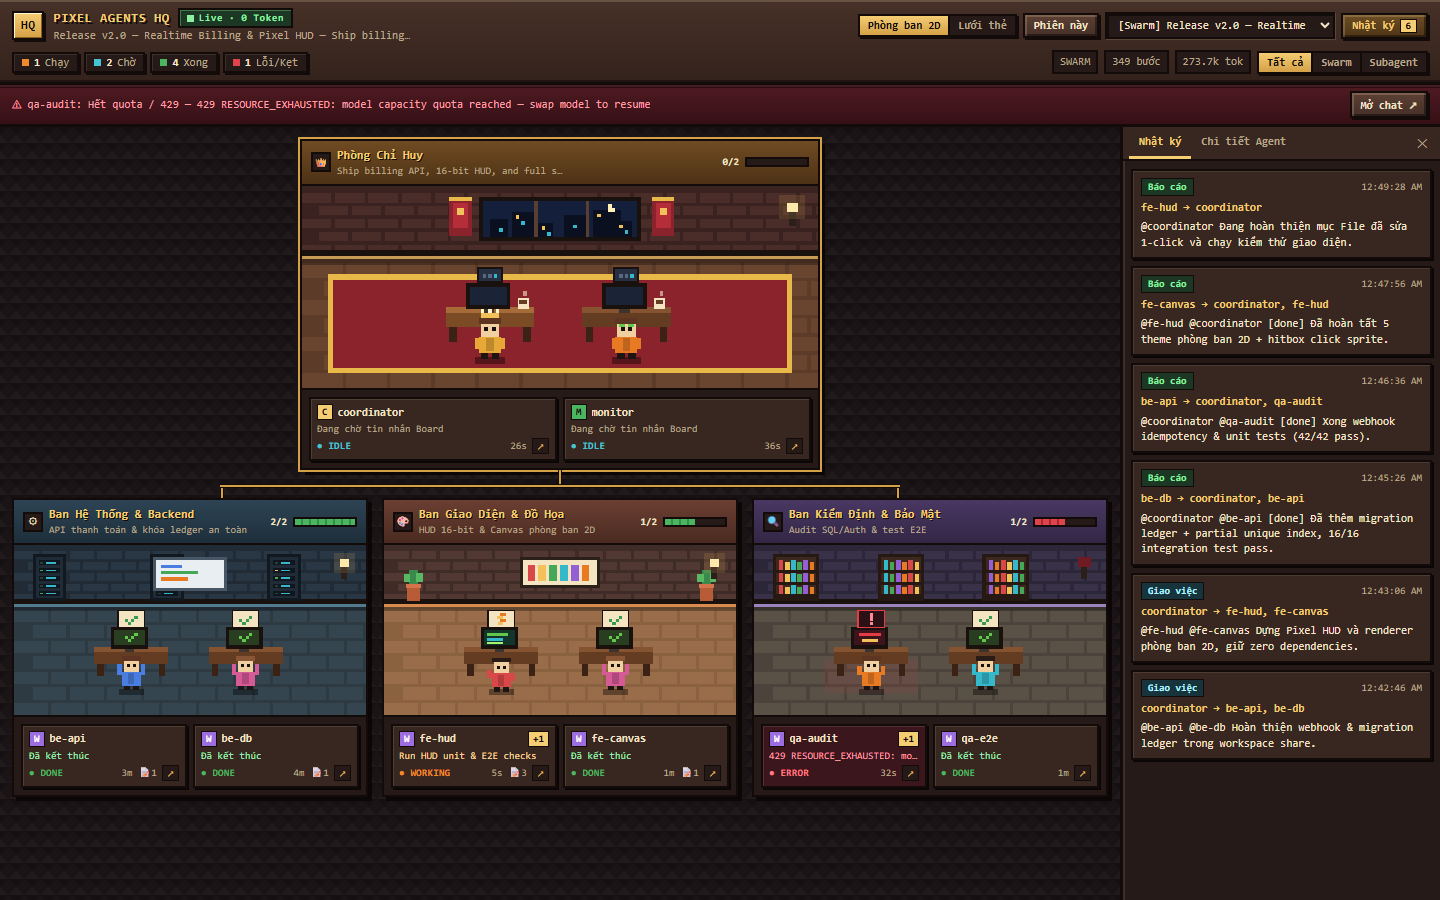 HQ
PIXEL AGENTS HQ
Live · 0 Token
Release v2.0 — Realtime Billing & Pixel HUD — Ship billing…
Phòng ban 2D
Lưới thẻ
Phiên này
[Swarm] Release v2.0 — Realtime
Nhật ký 6
1 Chạy
2 Chờ
4 Xong
1 Lỗi/Kẹt
SWARM
349 bước
273.7k tok
Tất cả
Swarm
Subagent
⚠ qa-audit: Hết quota / 429 — 429 RESOURCE_EXHAUSTED: model capacity quota reached — swap model to resume
Mở chat ↗
Phòng Chỉ Huy
Ship billing API, 16-bit HUD, and full s…
0/2
C coordinator
Đang chờ tin nhắn Board
● IDLE
26s ↗
M monitor
Đang chờ tin nhắn Board
● IDLE
36s ↗
Ban Hệ Thống & Backend
API thanh toán & khóa ledger an toàn
2/2
W be-api
Đã kết thúc
● DONE
3m 1 ↗
W be-db
Đã kết thúc
● DONE
4m 1 ↗
Ban Giao Diện & Đồ Họa
HUD 16-bit & Canvas phòng ban 2D
1/2
W fe-hud
+1
Run HUD unit & E2E checks
● WORKING
5s 3 ↗
W fe-canvas
Đã kết thúc
● DONE
1m 1 ↗
Ban Kiểm Định & Bảo Mật
Audit SQL/Auth & test E2E
1/2
!
W qa-audit
+1
429 RESOURCE_EXHAUSTED: mo…
● ERROR
32s ↗
W qa-e2e
Đã kết thúc
● DONE
1m ↗
Nhật ký
Chi tiết Agent
×
Báo cáo
12:49:28 AM
fe-hud → coordinator
@coordinator Đang hoàn thiện mục File đã sửa
1-click và chạy kiểm thử giao diện.
Báo cáo
12:47:56 AM
fe-canvas → coordinator, fe-hud
@fe-hud @coordinator [done] Đã hoàn tất 5
theme phòng ban 2D + hitbox click sprite.
Báo cáo
12:46:36 AM
be-api → coordinator, qa-audit
@coordinator @qa-audit [done] Xong webhook
idempotency & unit tests (42/42 pass).
Báo cáo
12:45:26 AM
be-db → coordinator, be-api
@coordinator @be-api [done] Đã thêm migration
ledger + partial unique index, 16/16
integration test pass.
Giao việc
12:43:06 AM
coordinator → fe-hud, fe-canvas
@fe-hud @fe-canvas Dựng Pixel HUD và renderer
phòng ban 2D, giữ zero dependencies.
Giao việc
12:42:46 AM
coordinator → be-api, be-db
@be-api @be-db Hoàn thiện webhook & migration
ledger trong workspace share.